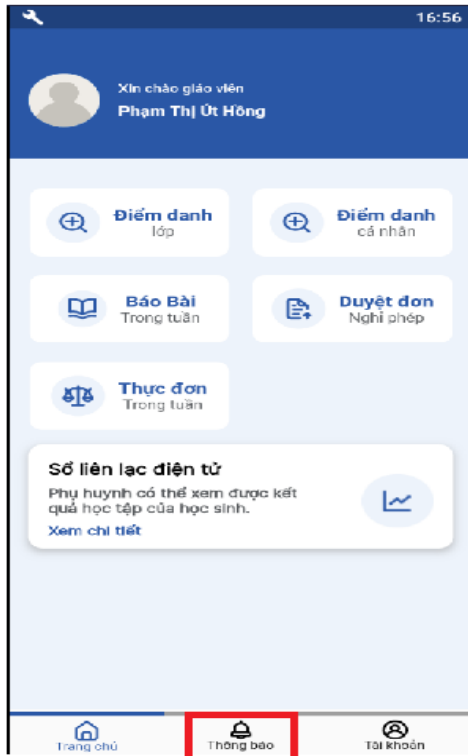 16:56
Xin chào giáo viên
Phạm Thị Út Hồng
Điểm danh
lớp
Điểm danh
cá nhân
Báo Bài
Trong tuần
Duyệt đơn
Nghỉ phép
Thực đơn
Trong tuần
Sổ liên lạc điện tử
Phụ huynh có thể xem được kết
quả học tập của học sinh.
Xem chi tiết
Trang chủ
Thông báo
Tài khoản